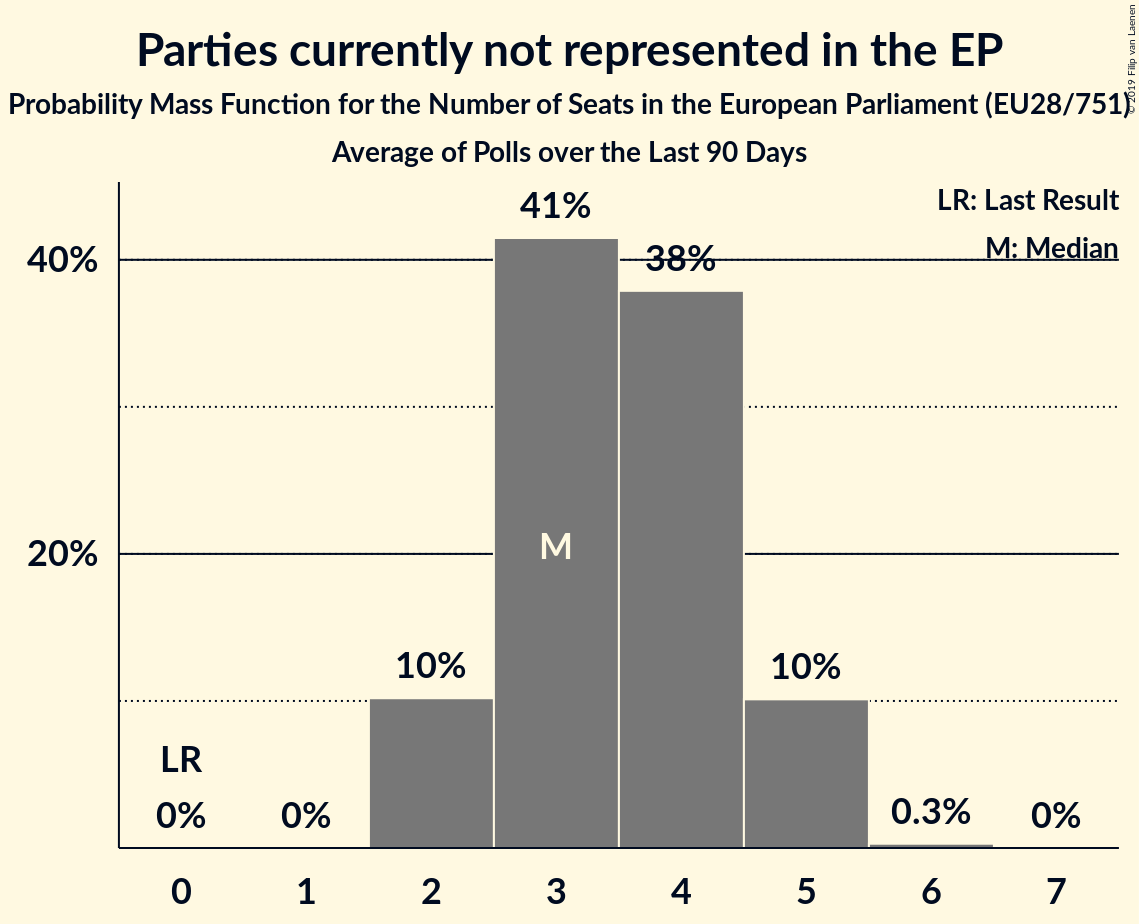 Parties currently not represented in the EP
Probability Mass Function for the Number of Seats in the European Parliament (EU28/751)
Average of Polls over the Last 90 Days
© 2019 Filip van Laenen
LR: Last Result
M: Median
41%
40%
38%
20%
M
10%
10%
LR
0%
0%
0.3%
0%
0 1 2 3 4 5 6 7